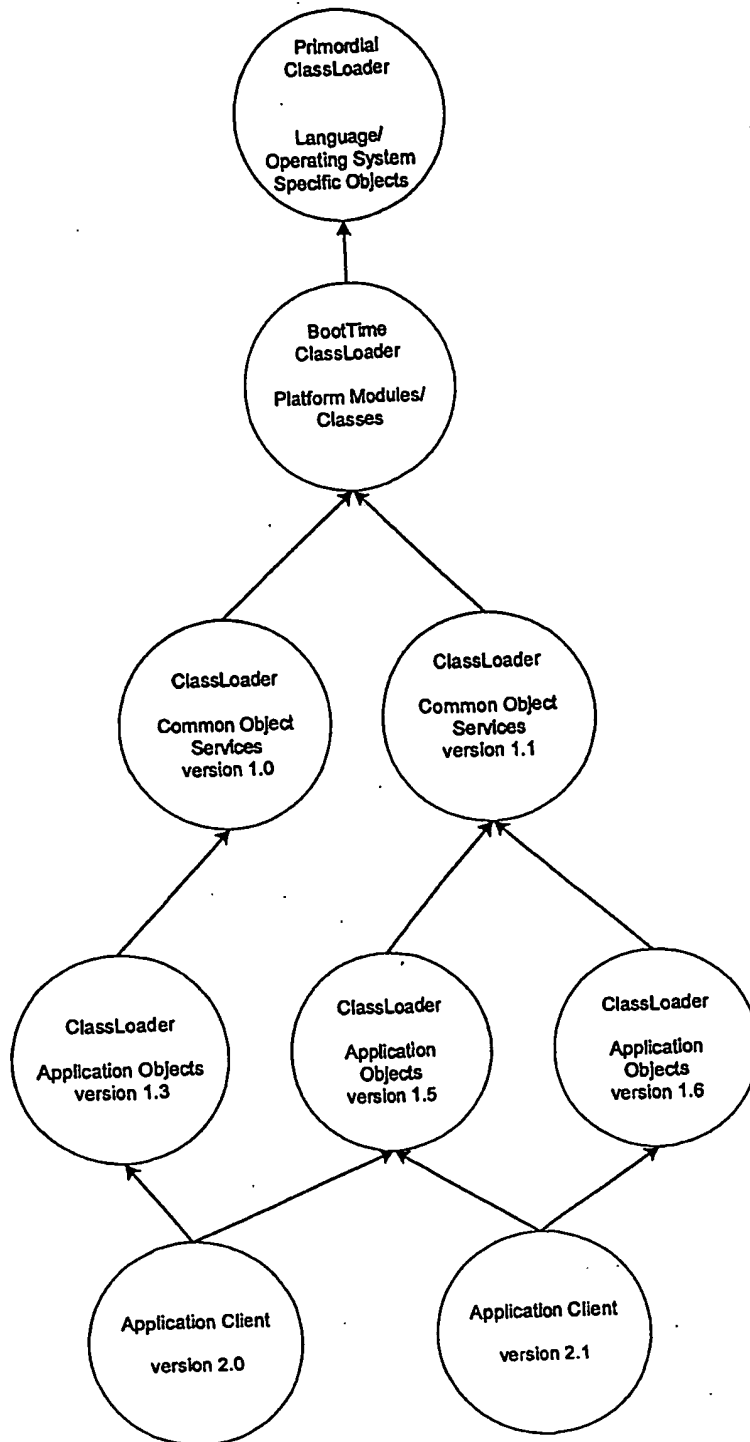 Primordial
ClassLoader
Language/
Operating System
Specific Objects
BootTime
ClassLoader
Platform Modules/
Classes
ClassLoader
Common Object
Services
version 1.0
ClassLoader
Common Object
Services
version 1.1
ClassLoader
Application Objects
version 1.3
ClassLoader
Application
Objects
version 1.5
ClassLoader
Application
Objects
version 1.6
Application Client
version 2.0
Application Client
version 2.1